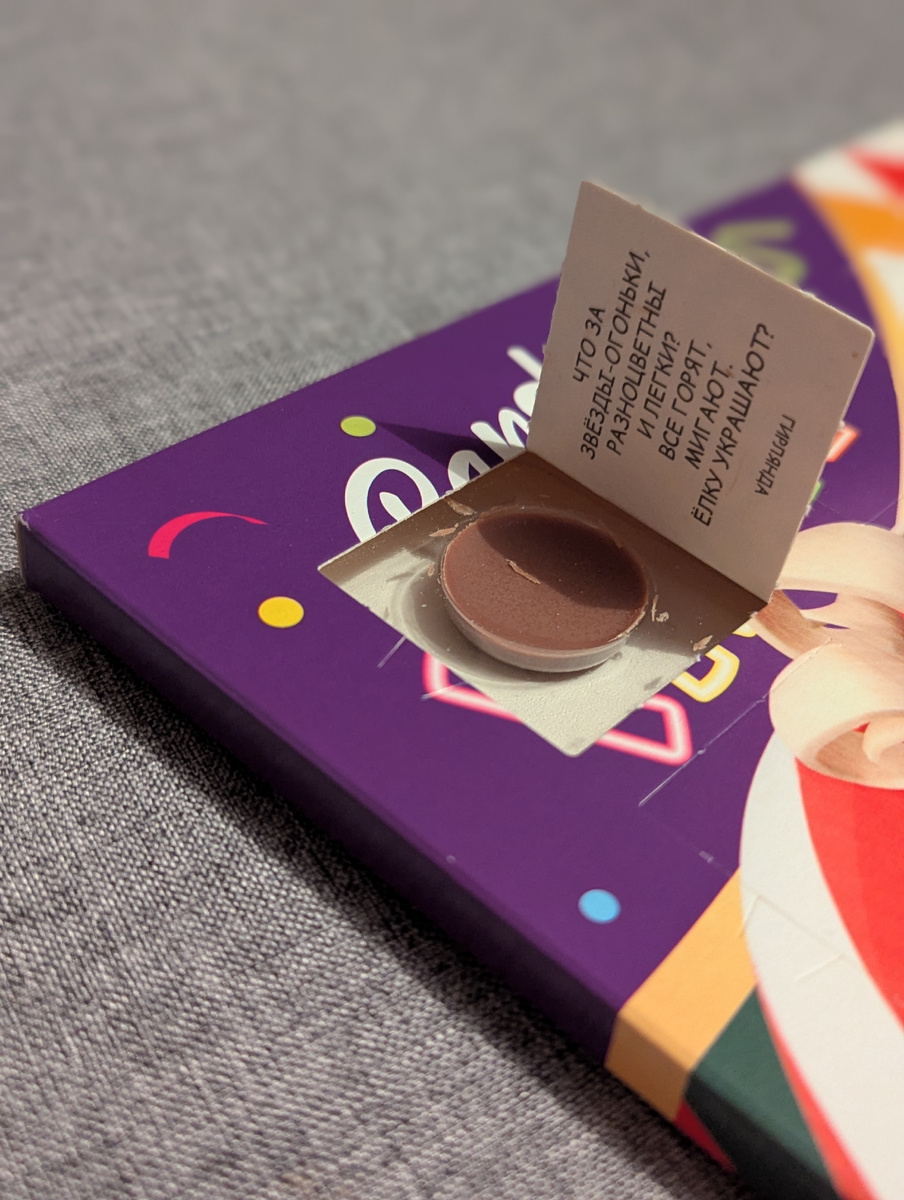 ЧТО ЗА
ЗВЁЗДЫ-ОГОНЬКИ,
РАЗНОЦВЕТНЫ
И ЛЕГКИ?
ВСЕ ГОРЯТ,
МИГАЮТ,
ЁЛКУ УКРАШАЮТ?
ГИРЛЯНДА